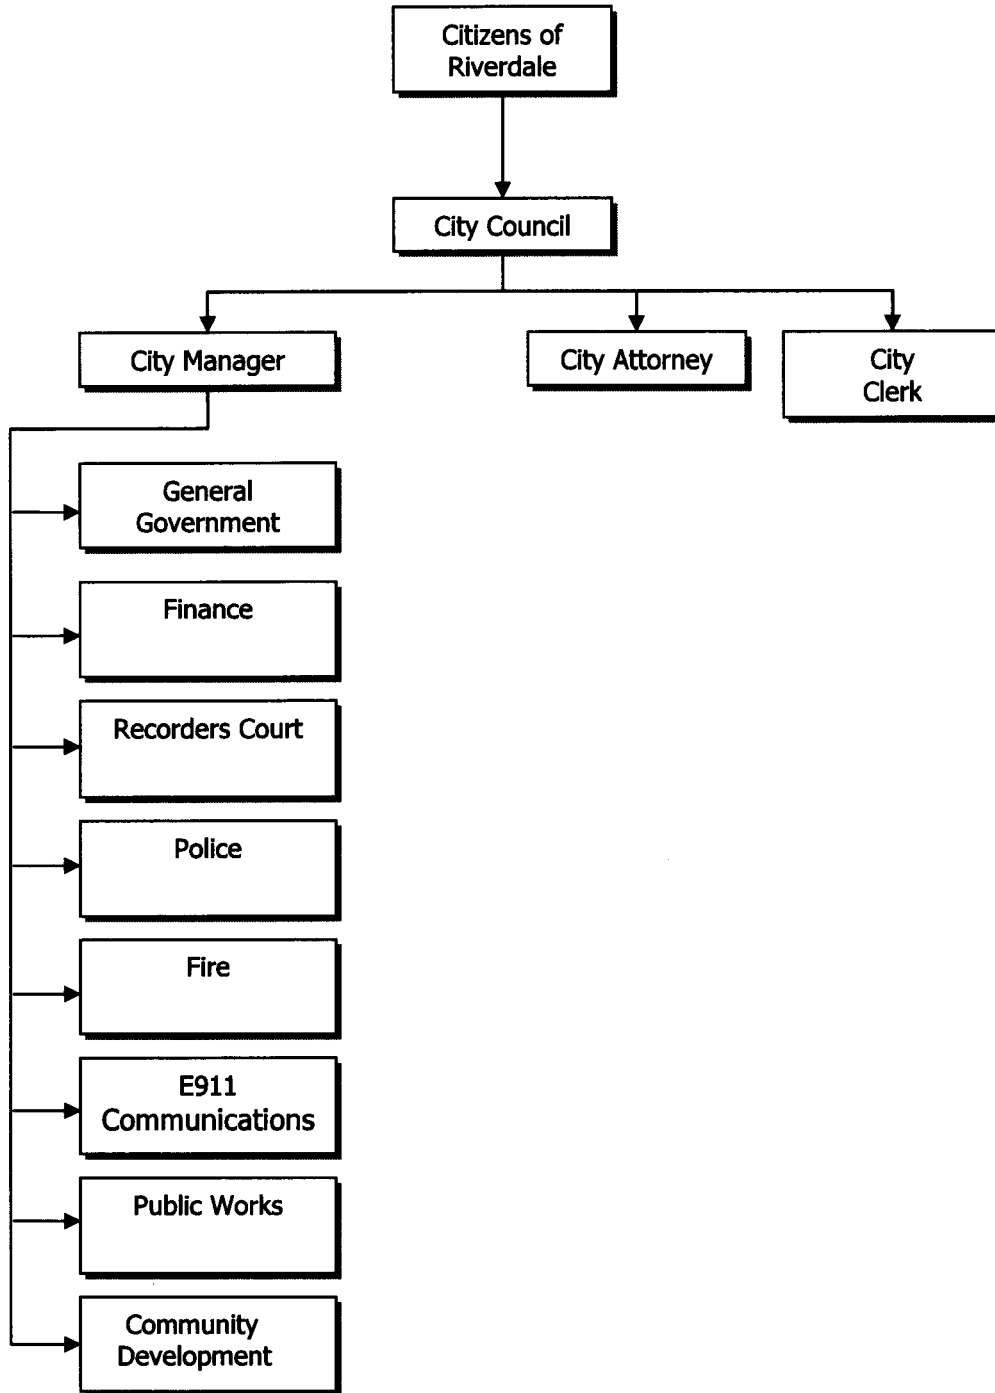 Citizens of
Riverdale
City Council
City Manager
City Attorney
City
Clerk
General
Government
Finance
Recorders Court
Police
Fire
E911
Communications
Public Works
Community
Development